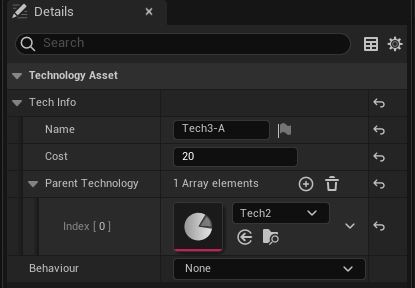 Details
Search
Technology Asset
Tech Info
Name Tech3-A
Cost 20
Parent Technology 1 Array elements
Index [ 0 ] Tech2
Behaviour None